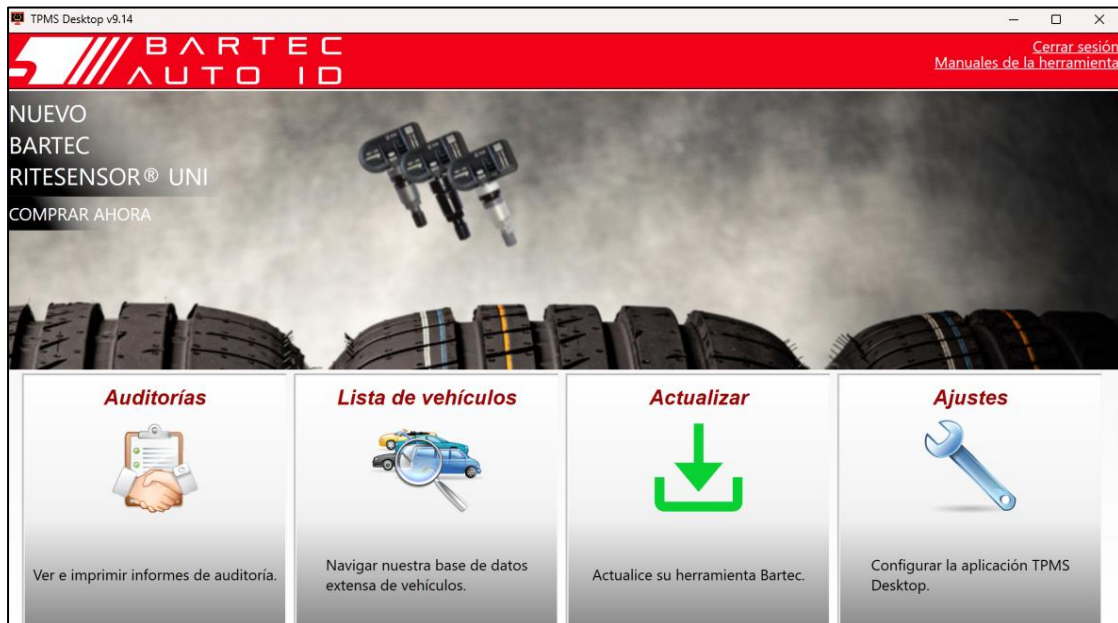 TPMS Desktop v9.14
BARTEC
AUTO ID
Cerrar sesión
Manuales de la herramienta
NUEVO
BARTEC
RITESENSOR® UNI
COMPRAR AHORA
Auditorías
Ver e imprimir informes de auditoría.
Lista de vehículos
Navigar nuestra base de datos
extensa de vehículos.
Actualizar
Actualice su herramienta Bartec.
Ajustes
Configurar la aplicación TPMS
Desktop.